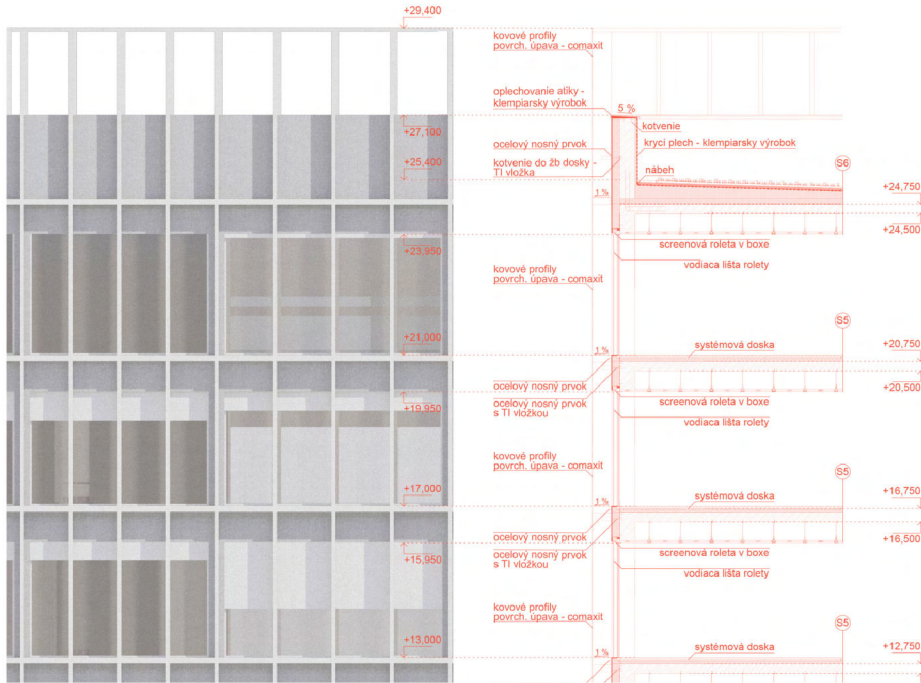 +29,400
kovové profily
povrch. úpava - comaxit
oplechovanie atiky -
klempiarsky výrobok
5 %
kotvenie
+27,100
ocelový nosný prvok
krycí plech - klempiarsky výrobok
kotvenie do žb dosky -
TI vložka
+25,400
nábeh
S6
1%
+24,750
+24,500
+23,950
screenová roleta v boxe
vodiaca lišta rolety
kovové profily
povrch. úpava - comaxit
S5
+21,000
1%
systémová doska
+20,750
ocelový nosný prvok
+20,500
+19,950
ocelový nosný prvok
s TI vložkou
screenová roleta v boxe
vodiaca lišta rolety
kovové profily
povrch. úpava - comaxit
S5
+17,000
1%
systémová doska
+16,750
ocelový nosný prvok
+16,500
+15,950
ocelový nosný prvok
s TI vložkou
screenová roleta v boxe
vodiaca lišta rolety
kovové profily
povrch. úpava - comaxit
S5
+13,000
1%
systémová doska
+12,750